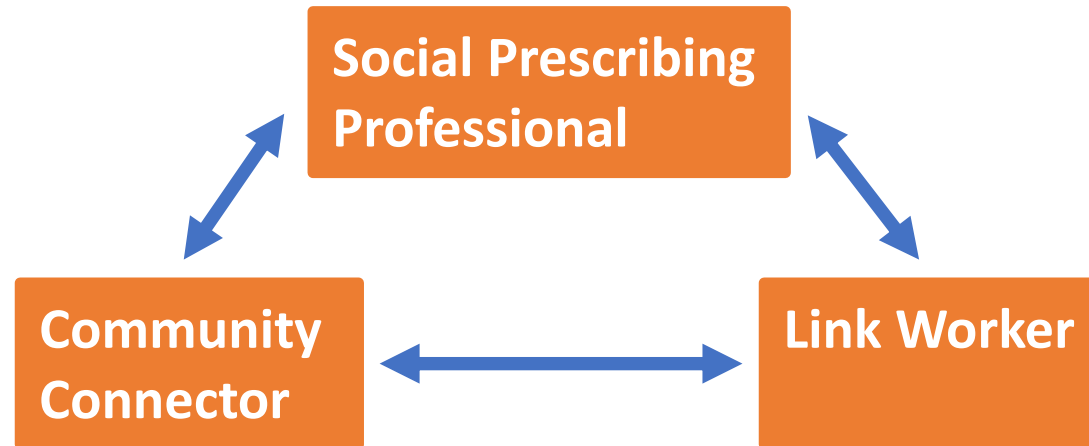 Social Prescribing
Professional
Community
Connector
Link Worker